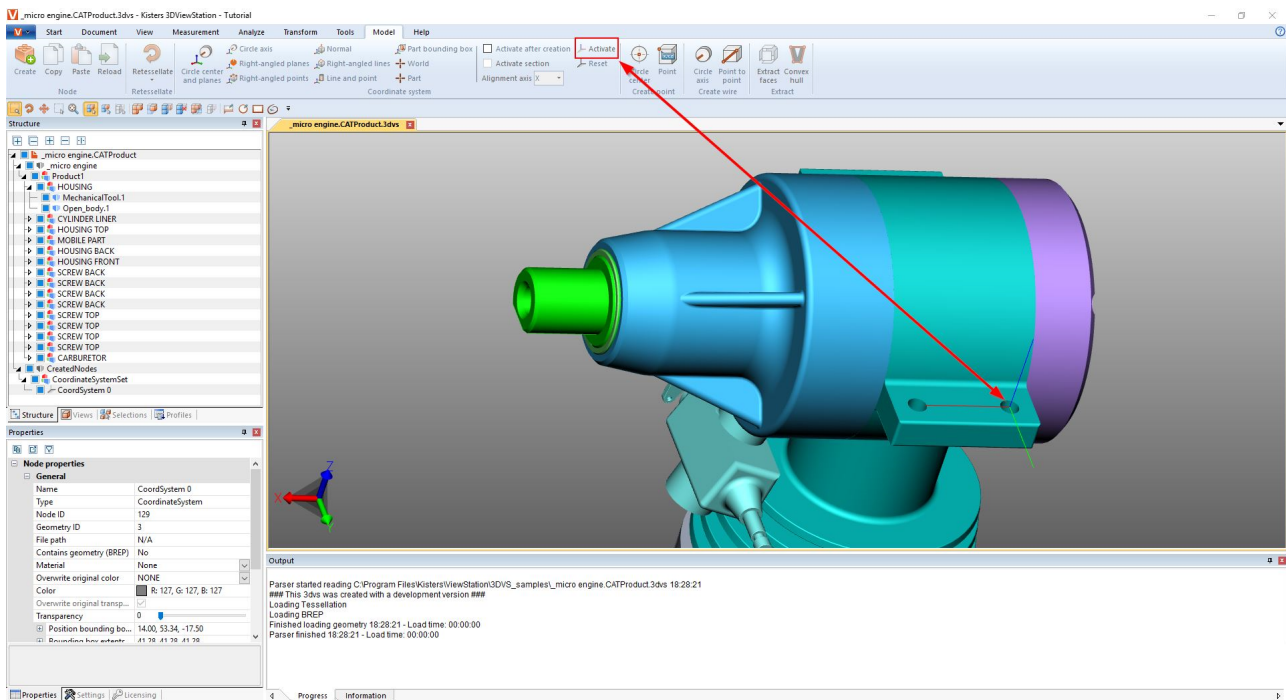 _micro engine.CATProduct.3dvs - Kisters 3DViewStation - Tutorial
V Start Document View Measurement Analyze Transform Tools Model Help
Circle axis Normal Part bounding box Activate after creation Activate
Right-angled planes Right-angled lines World Activate section Reset
Create Copy Paste Reload Retessellate Circle center and planes Right-angled points Line and point Part Alignment axis X Circle center Point Circle axis Point to point Extract faces Convex hull
Node Retessellate Coordinate system Create point Create wire Extract
Structure
_micro engine.CATProduct.3dvs
_micro engine.CATProduct
_micro engine
Product1
HOUSING
MechanicalTool.1
Open_body.1
CYLINDER LINER
HOUSING TOP
MOBILE PART
HOUSING BACK
HOUSING FRONT
SCREW BACK
SCREW BACK
SCREW BACK
SCREW BACK
SCREW TOP
SCREW TOP
SCREW TOP
SCREW TOP
CARBURETOR
CreatedNodes
CoordinateSystemSet
CoordSystem 0
Structure Views Selections Profiles
Properties
Node properties
General
Name CoordSystem 0
Type CoordinateSystem
Node ID 129
Geometry ID 3
File path N/A
Contains geometry (BREP) No
Material None
Overwrite original color NONE
Color R: 127, G: 127, B: 127
Overwrite original transp...
Transparency 0
Position bounding bo... 14.00, 53.34, -17.50
Rounding box extents 41.28, 41.28, 41.28
Properties Settings Licensing
Z
X
Y
Output
Parser started reading C:\Program Files\Kisters\ViewStation\3DVS_samples\_micro engine.CATProduct.3dvs 18:28:21
### This 3dvs was created with a development version ###
Loading Tessellation
Loading BREP
Finished loading geometry 18:28:21 - Load time: 00:00:00
Parser finished 18:28:21 - Load time: 00:00:00
Progress Information